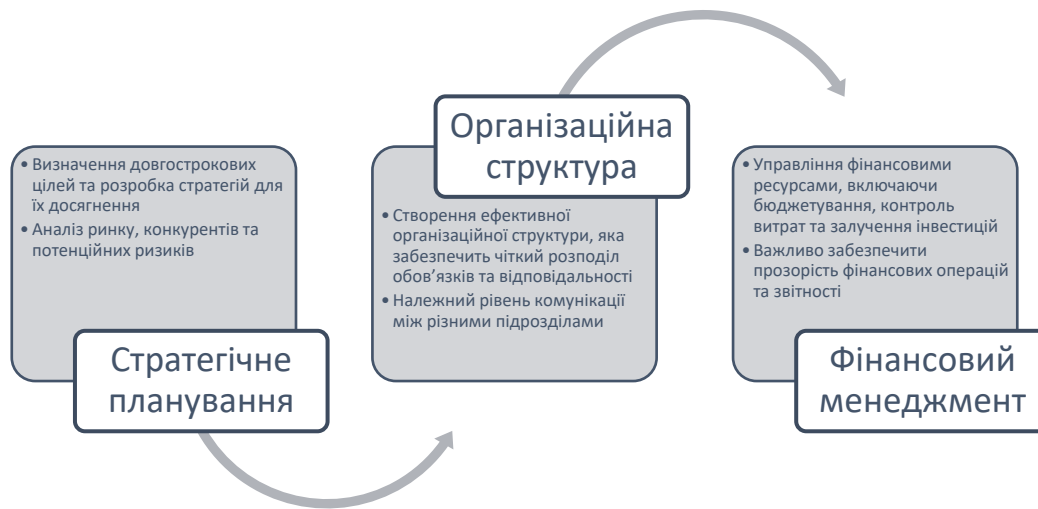 • Визначення довгострокових
цілей та розробка стратегій для
їх досягнення
• Аналіз ринку, конкурентів та
потенційних ризиків
Стратегічне
планування
Організаційна
структура
• Створення ефективної
організаційної структури, яка
забезпечить чіткий розподіл
обов’язків та відповідальності
• Належний рівень комунікації
між різними підрозділами
• Управління фінансовими
ресурсами, включаючи
бюджетування, контроль
витрат та залучення інвестицій
• Важливо забезпечити
прозорість фінансових операцій
та звітності
Фінансовий
менеджмент